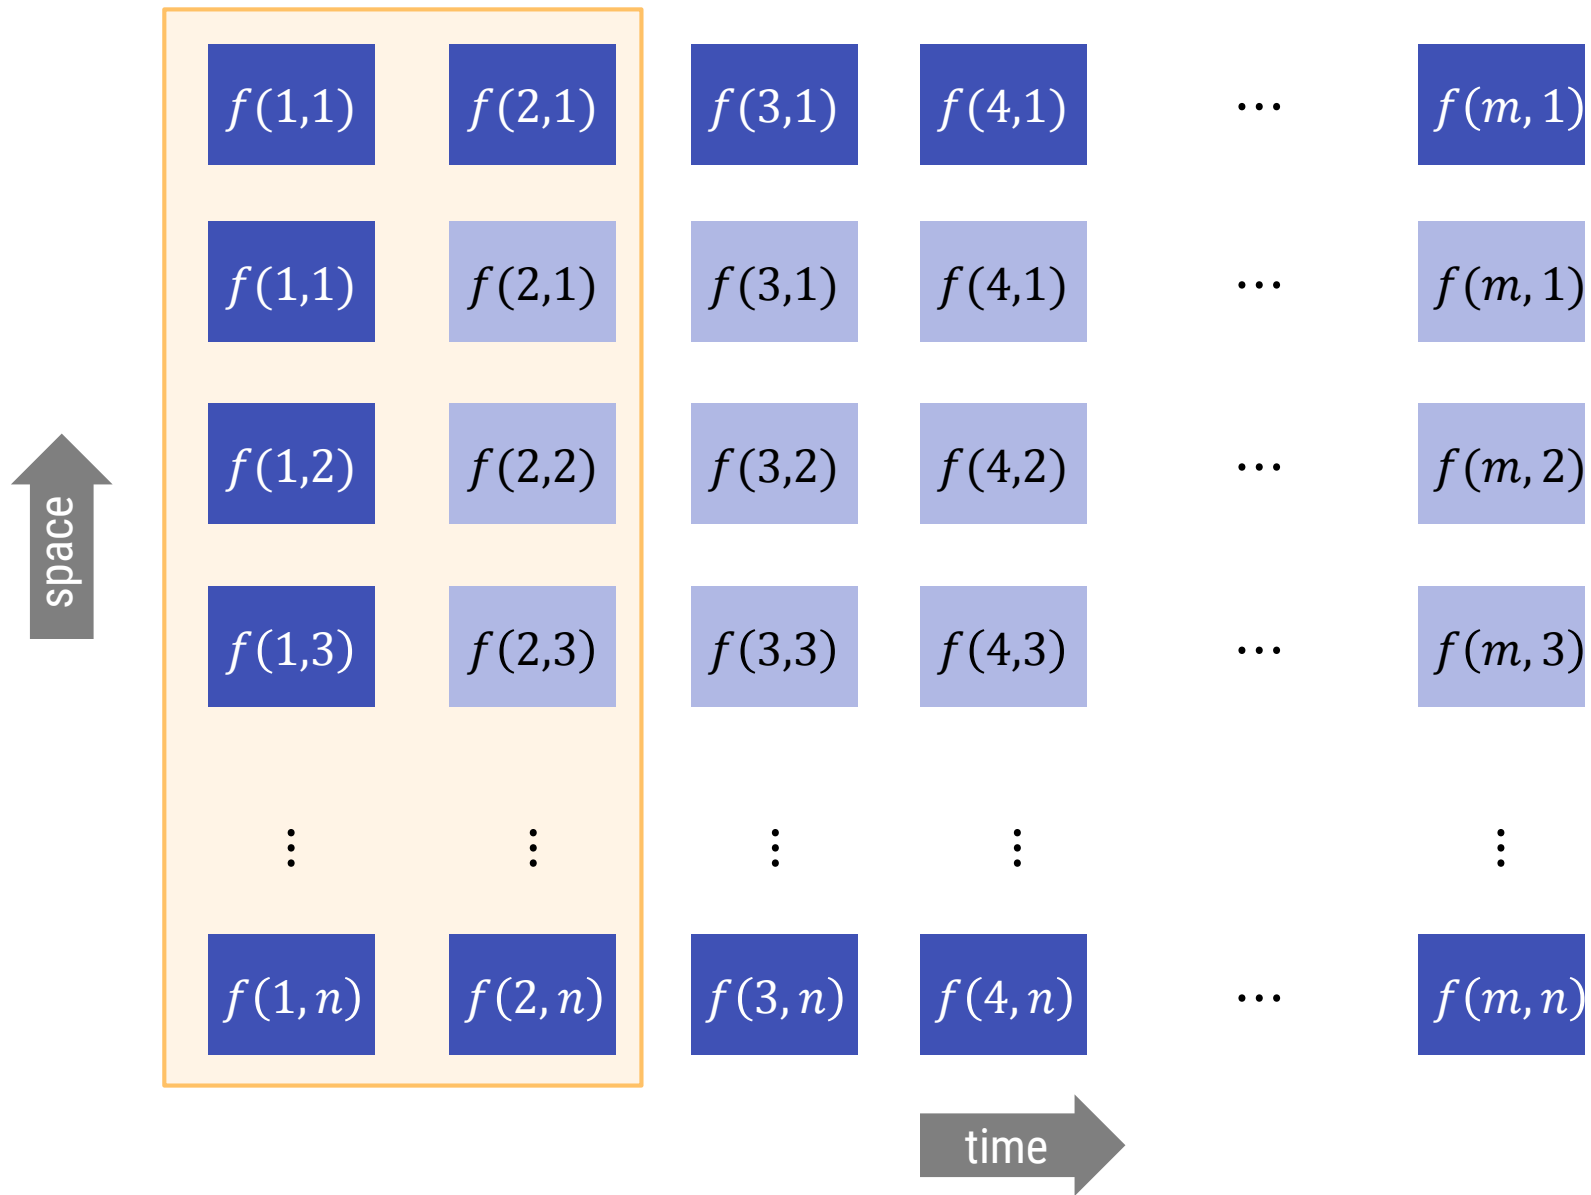 f(1,1) f(2,1) f(3,1) f(4,1) ⋯ f(m, 1)
f(1,1) f(2,1) f(3,1) f(4,1) ⋯ f(m, 1)
f(1,2) f(2,2) f(3,2) f(4,2) ⋯ f(m, 2)
space
f(1,3) f(2,3) f(3,3) f(4,3) ⋯ f(m, 3)
⋮ ⋮ ⋮ ⋮ ⋮
f(1, n) f(2, n) f(3, n) f(4, n) ⋯ f(m, n)
time